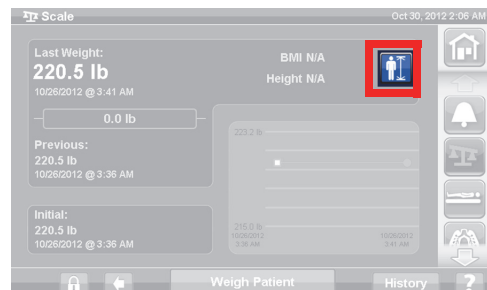 Scale
Oct 30, 2012 2:06 AM
Last Weight:
220.5 lb
10/26/2012 @ 3:41 AM
BMI N/A
Height N/A
0.0 lb
Previous:
220.5 lb
10/26/2012 @ 3:36 AM
Initial:
220.5 lb
10/26/2012 @ 3:36 AM
223.2 lb
215.0 lb
10/26/2012
3:36 AM
10/26/2012
3:41 AM
Weigh Patient
History
?